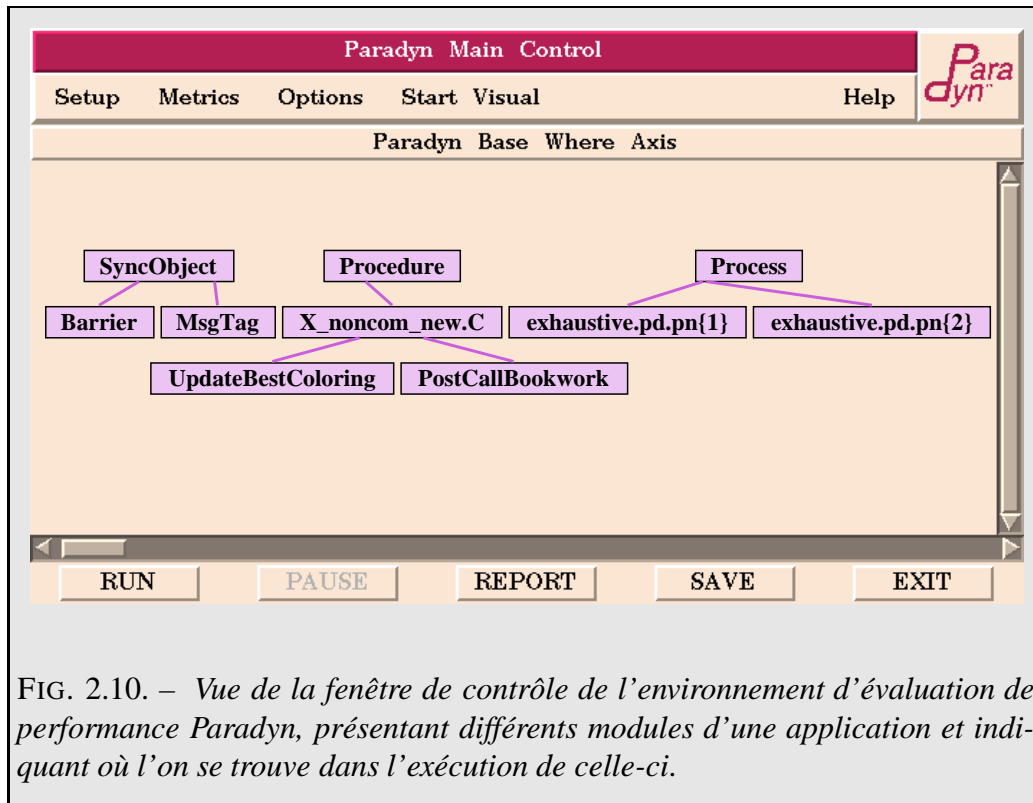 Paradyn Main Control
Para
dyn™
Setup Metrics Options Start Visual Help
Paradyn Base Where Axis
SyncObject Procedure Process
Barrier MsgTag X_noncom_new.C exhaustive.pd.pn{1} exhaustive.pd.pn{2}
UpdateBestColoring PostCallBookwork
RUN PAUSE REPORT SAVE EXIT
FIG. 2.10. – Vue de la fenêtre de contrôle de l'environnement d'évaluation de
performance Paradyn, présentant différents modules d'une application et indi-
quant où l'on se trouve dans l'exécution de celle-ci.